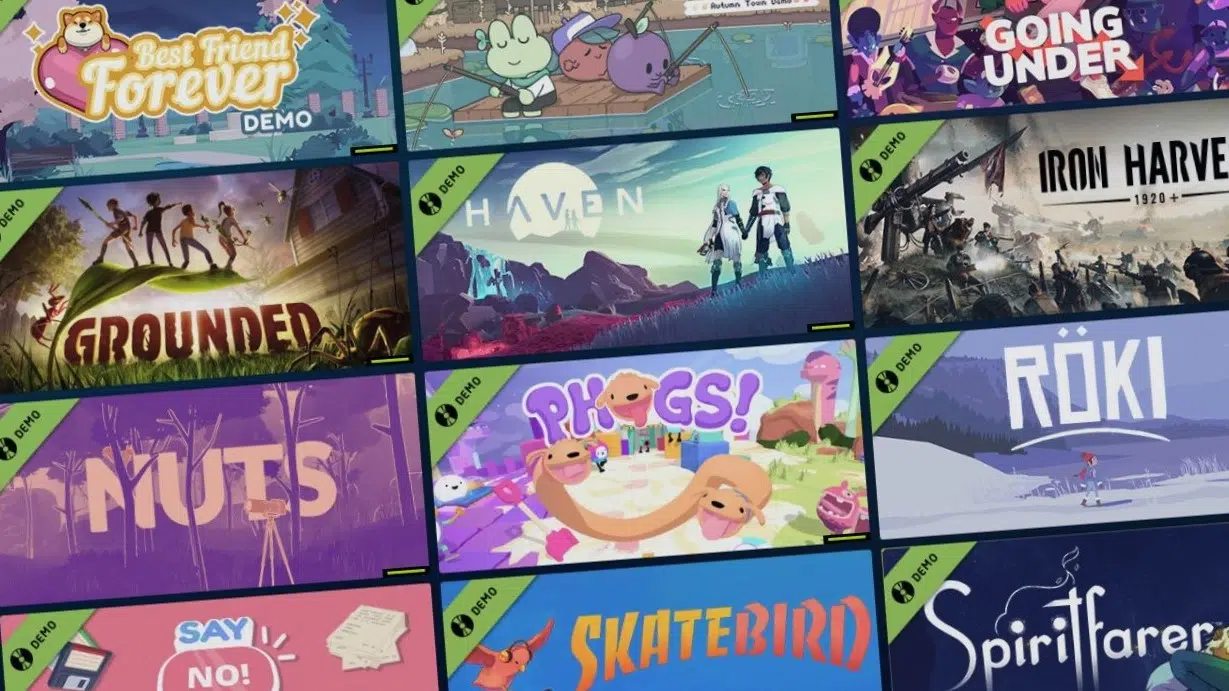 Best Friend
Forever
DEMO
Autumn Town Demo
GOING
UNDER
DEMO
GROUNDED
DEMO
HAVEN
DEMO
IRON HARVE
1920+
DEMO
NUTS
DEMO
PHOGS!
DEMO
RÖKI
DEMO
SAY
NO!
DEMO
SKATEBIRD
DEMO
Spiritfarer